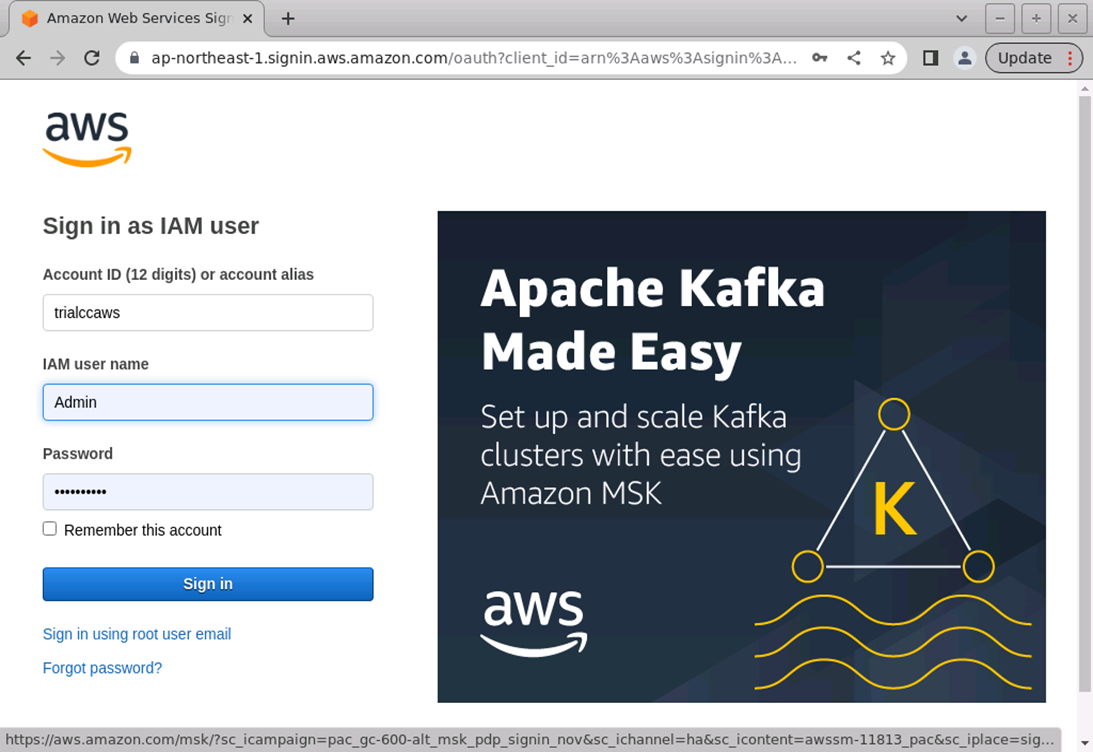 Amazon Web Services Sign
Update
ap-northeast-1.signin.aws.amazon.com/oauth?client_id=arn%3Aaws%3Asignin%3A...
aws
Sign in as IAM user
Account ID (12 digits) or account alias
trialccaws
IAM user name
Admin
Password
••••••••••
Remember this account
Sign in
Sign in using root user email
Forgot password?
Apache Kafka
Made Easy
Set up and scale Kafka
clusters with ease using
Amazon MSK
K
aws
https://aws.amazon.com/msk/?sc_icampaign=pac_gc-600-alt_msk_pdp_signin_nov&sc_ichannel=ha&sc_icontent=awssm-11813_pac&sc_iplace=sig...